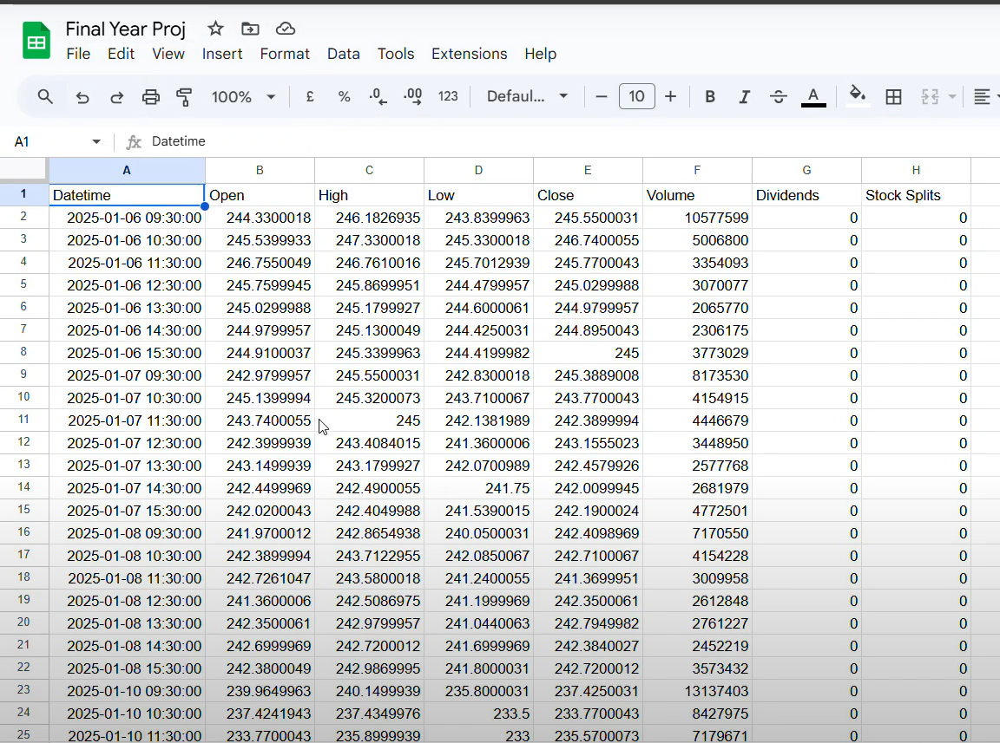 Final Year Proj
File Edit View Insert Format Data Tools Extensions Help
100% £ % .0 .00 123 Defaul... 10 B I A
A1 fx Datetime
A B C D E F G H
1 Datetime Open High Low Close Volume Dividends Stock Splits
2 2025-01-06 09:30:00 244.3300018 246.1826935 243.8399963 245.5500031 10577599 0 0
3 2025-01-06 10:30:00 245.5399933 247.3300018 245.3300018 246.7400055 5006800 0 0
4 2025-01-06 11:30:00 246.7550049 246.7610016 245.7012939 245.7700043 3354093 0 0
5 2025-01-06 12:30:00 245.7599945 245.8699951 244.4799957 245.0299988 3070077 0 0
6 2025-01-06 13:30:00 245.0299988 245.1799927 244.6000061 244.9799957 2065770 0 0
7 2025-01-06 14:30:00 244.9799957 245.1300049 244.4250031 244.8950043 2306175 0 0
8 2025-01-06 15:30:00 244.9100037 245.3399963 244.4199982 245 3773029 0 0
9 2025-01-07 09:30:00 242.9799957 245.5500031 242.8300018 245.3889008 8173530 0 0
10 2025-01-07 10:30:00 245.1399994 245.3200073 243.7100067 243.7700043 4154915 0 0
11 2025-01-07 11:30:00 243.7400055 245 242.1381989 242.3899994 4446679 0 0
12 2025-01-07 12:30:00 242.3999939 243.4084015 241.3600006 243.1555023 3448950 0 0
13 2025-01-07 13:30:00 243.1499939 243.1799927 242.0700989 242.4579926 2577768 0 0
14 2025-01-07 14:30:00 242.4499969 242.4900055 241.75 242.0099945 2681979 0 0
15 2025-01-07 15:30:00 242.0200043 242.4049988 241.5390015 242.1900024 4772501 0 0
16 2025-01-08 09:30:00 241.9700012 242.8654938 240.0500031 242.4098969 7170550 0 0
17 2025-01-08 10:30:00 242.3899994 243.7122955 242.0850067 242.7100067 4154228 0 0
18 2025-01-08 11:30:00 242.7261047 243.5800018 241.2400055 241.3699951 3009958 0 0
19 2025-01-08 12:30:00 241.3600006 242.5086975 241.1999969 242.3500061 2612848 0 0
20 2025-01-08 13:30:00 242.3500061 242.9799957 241.0440063 242.7949982 2761227 0 0
21 2025-01-08 14:30:00 242.6999969 242.7200012 241.6999969 242.3840027 2452219 0 0
22 2025-01-08 15:30:00 242.3800049 242.9869995 241.8000031 242.7200012 3573432 0 0
23 2025-01-10 09:30:00 239.9649963 240.1499939 235.8000031 237.4250031 13137403 0 0
24 2025-01-10 10:30:00 237.4241943 237.4349976 233.5 233.7700043 8427975 0 0
25 2025-01-10 11:30:00 233.7700043 235.8999939 233 235.5700073 7179671 0 0